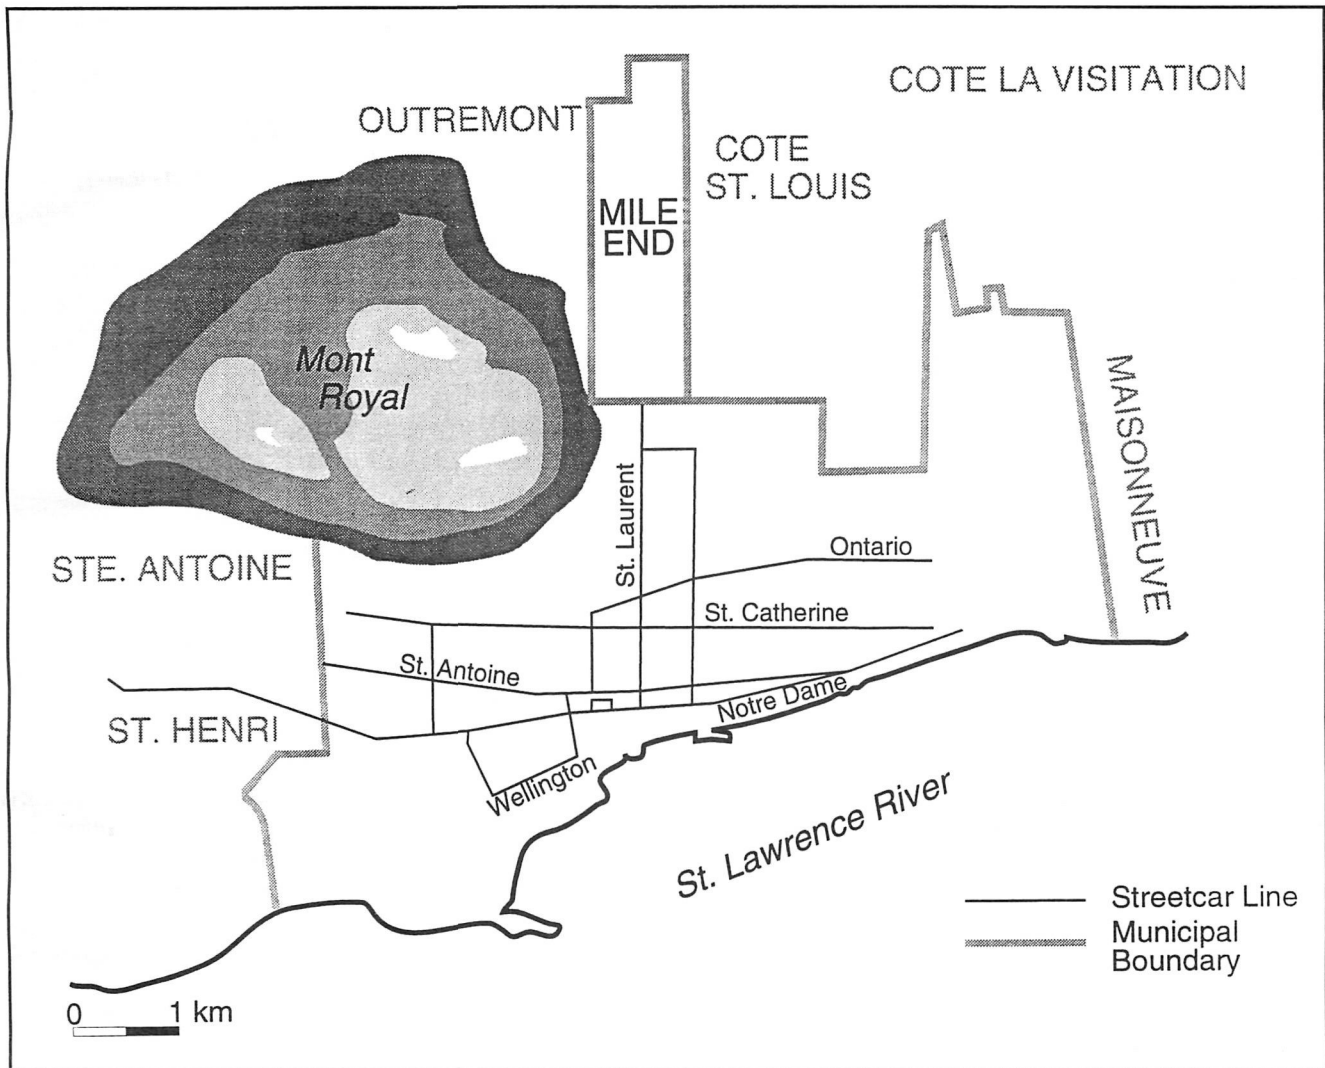 COTE LA VISITATION
OUTREMONT
COTE
ST. LOUIS
MILE
END
Mont
Royal
MAISONNEUVE
St. Laurent
Ontario
STE. ANTOINE
St. Catherine
St. Antoine
Notre Dame
ST. HENRI
Wellington
St. Lawrence River
Streetcar Line
Municipal
Boundary
0 1 km